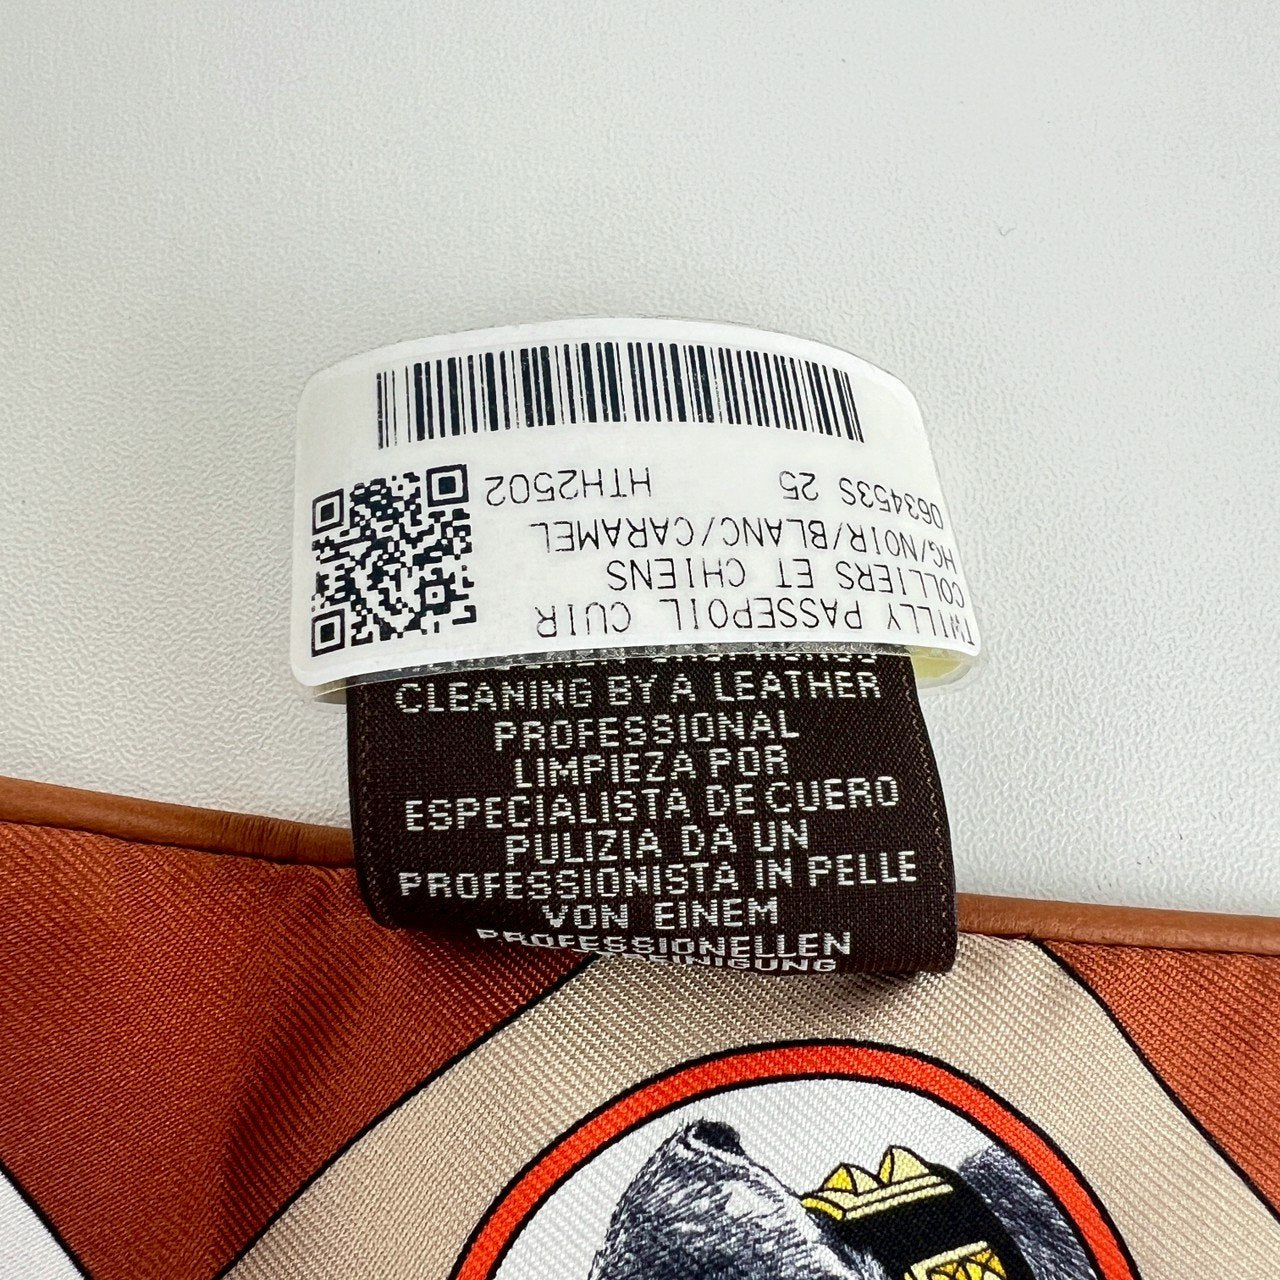 TWILLY PASSEPOIL CUIR
COLLIERS ET CHIENS
HG/NOIR/BLANC/CARAMEL
063453S 25 HTH2502
CLEANING BY A LEATHER
PROFESSIONAL
LIMPIEZA POR
ESPECIALISTA DE CUERO
PULIZIA DA UN
PROFESSIONISTA IN PELLE
VON EINEM
PROFESSIONELLEN